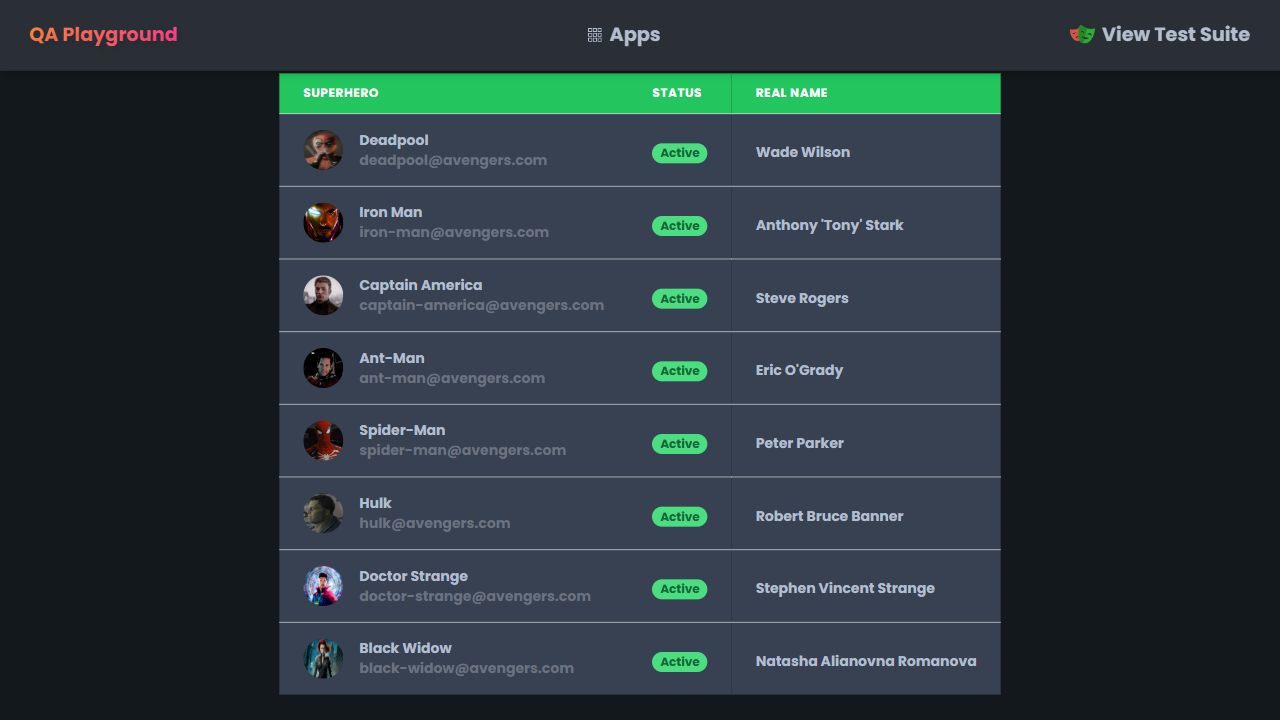 QA Playground
Apps
View Test Suite
SUPERHERO STATUS REAL NAME
Deadpool
deadpool@avengers.com
Active
Wade Wilson
Iron Man
iron-man@avengers.com
Active
Anthony 'Tony' Stark
Captain America
captain-america@avengers.com
Active
Steve Rogers
Ant-Man
ant-man@avengers.com
Active
Eric O'Grady
Spider-Man
spider-man@avengers.com
Active
Peter Parker
Hulk
hulk@avengers.com
Active
Robert Bruce Banner
Doctor Strange
doctor-strange@avengers.com
Active
Stephen Vincent Strange
Black Widow
black-widow@avengers.com
Active
Natasha Alianovna Romanova